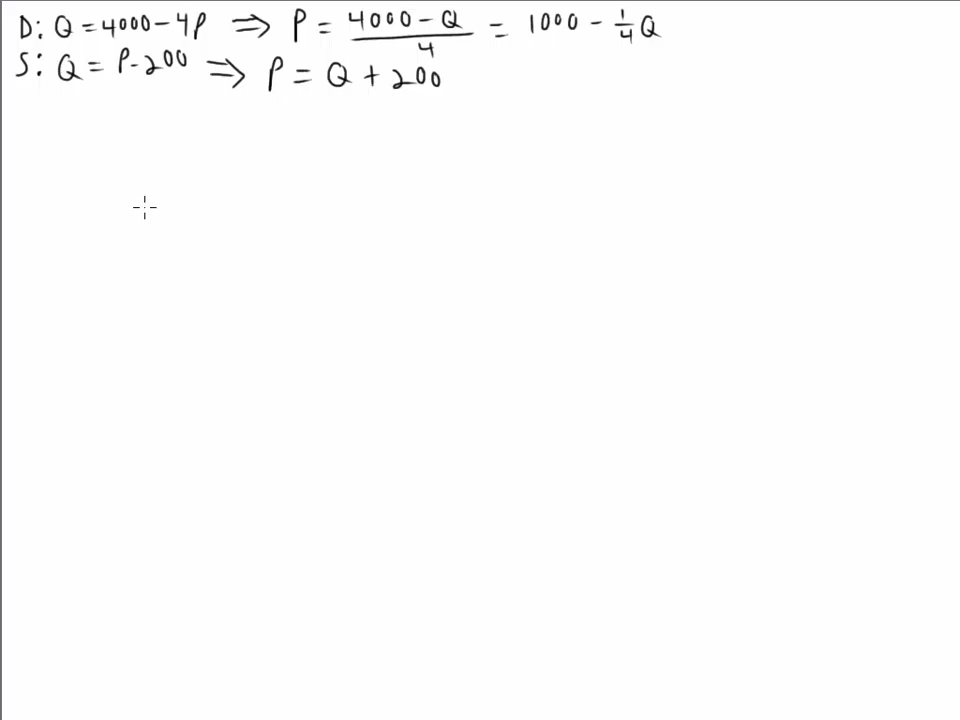 D: Q = 4000 - 4P ⇒ P = (4000 - Q)/4 = 1000 - 1/4 Q
S: Q = P - 200 ⇒ P = Q + 200